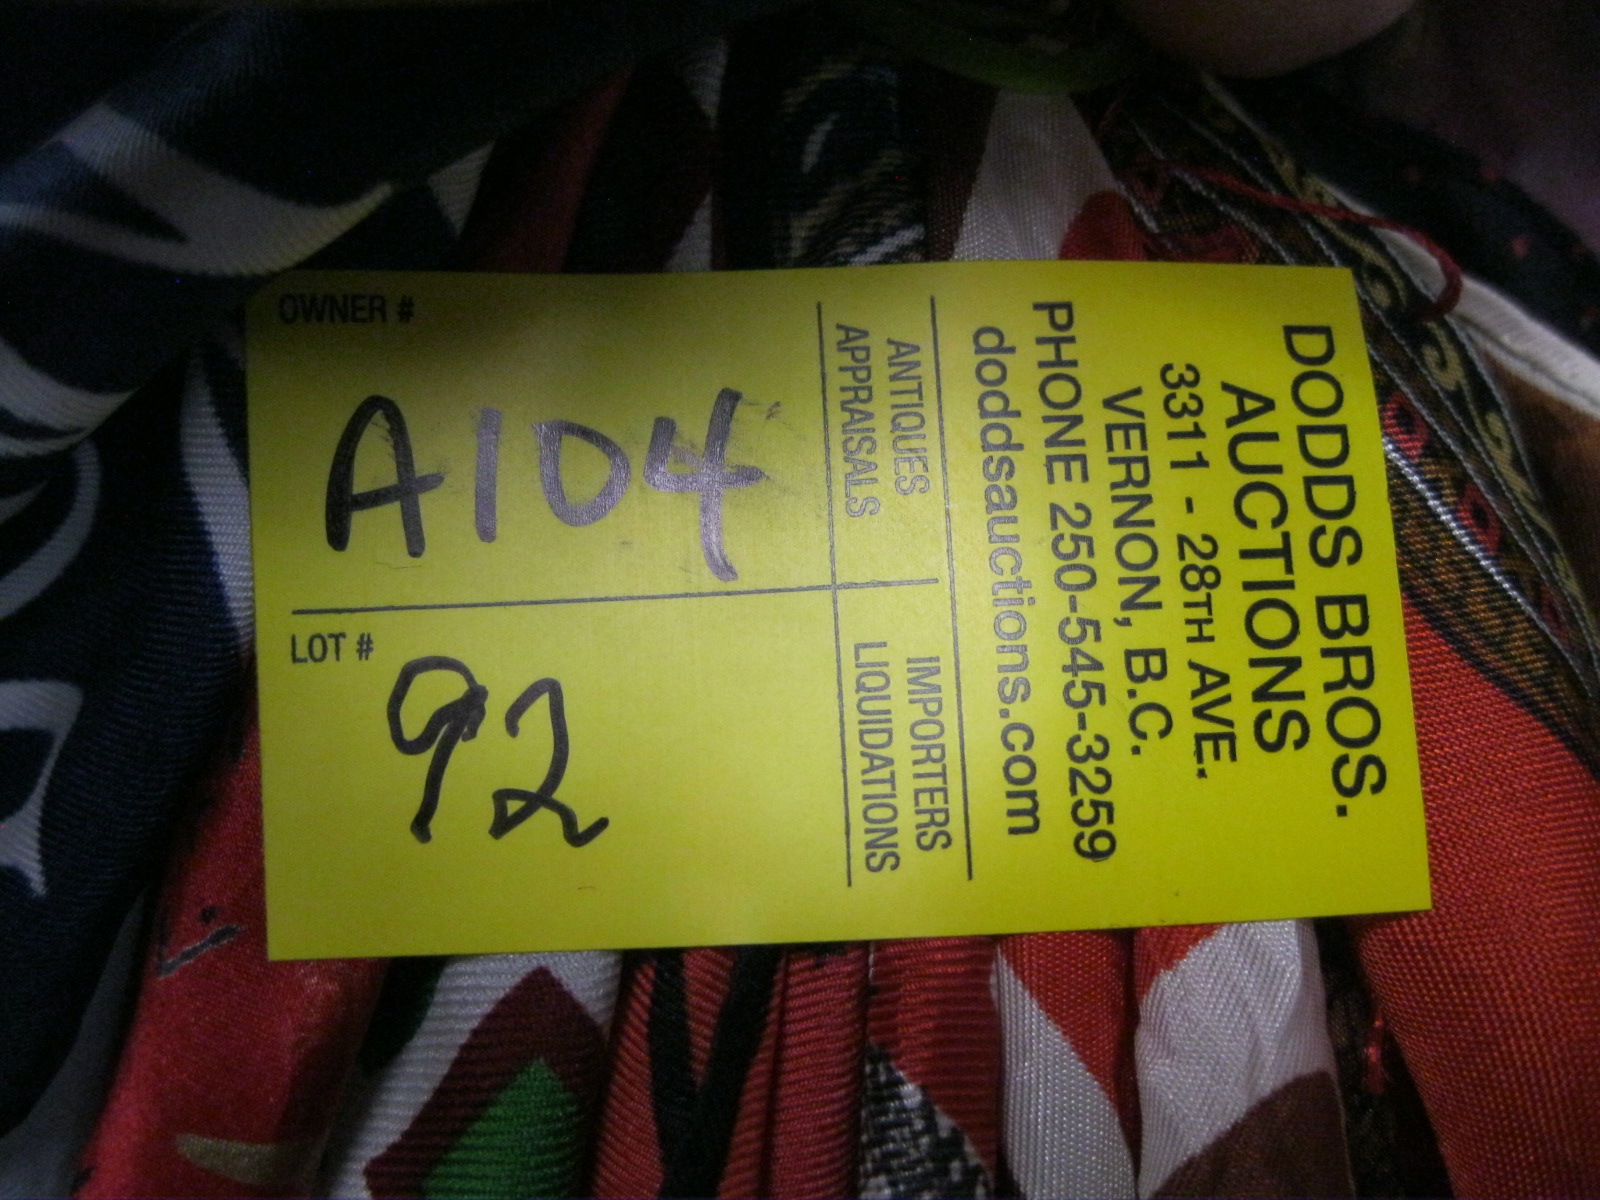 DODDS BROS.
AUCTIONS
3311 - 28TH AVE.
VERNON, B.C.
PHONE 250-545-3259
doddsauctions.com
ANTIQUES
APPRAISALS
IMPORTERS
LIQUIDATIONS
OWNER #
A104
LOT #
92